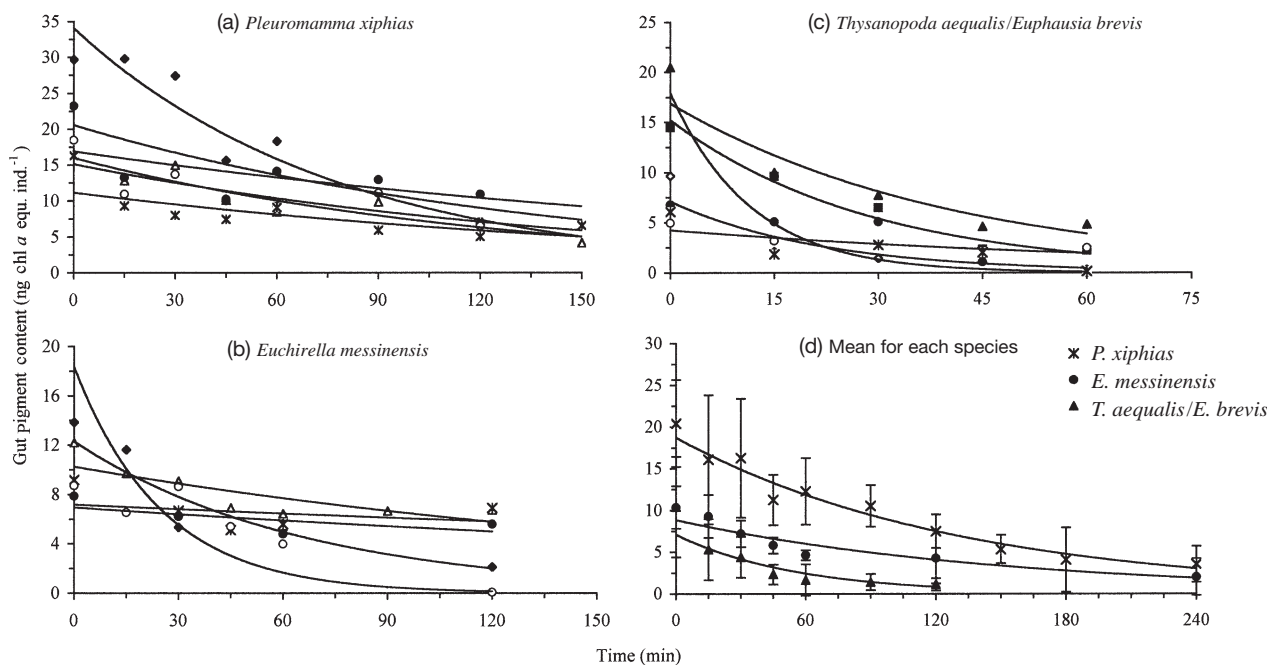 (a) Pleuromamma xiphias
35
30
25
20
15
10
5
0
0 30 60 90 120 150
(c) Thysanopoda aequalis/Euphausia brevis
25
20
15
10
5
0
0 15 30 45 60 75
Gut pigment content (ng chl a equ. ind.-1)
(b) Euchirella messinensis
20
16
12
8
4
0
0 30 60 90 120 150
(d) Mean for each species
30
25
20
15
10
5
0
0 60 120 180 240
P. xiphias
E. messinensis
T. aequalis/E. brevis
Time (min)